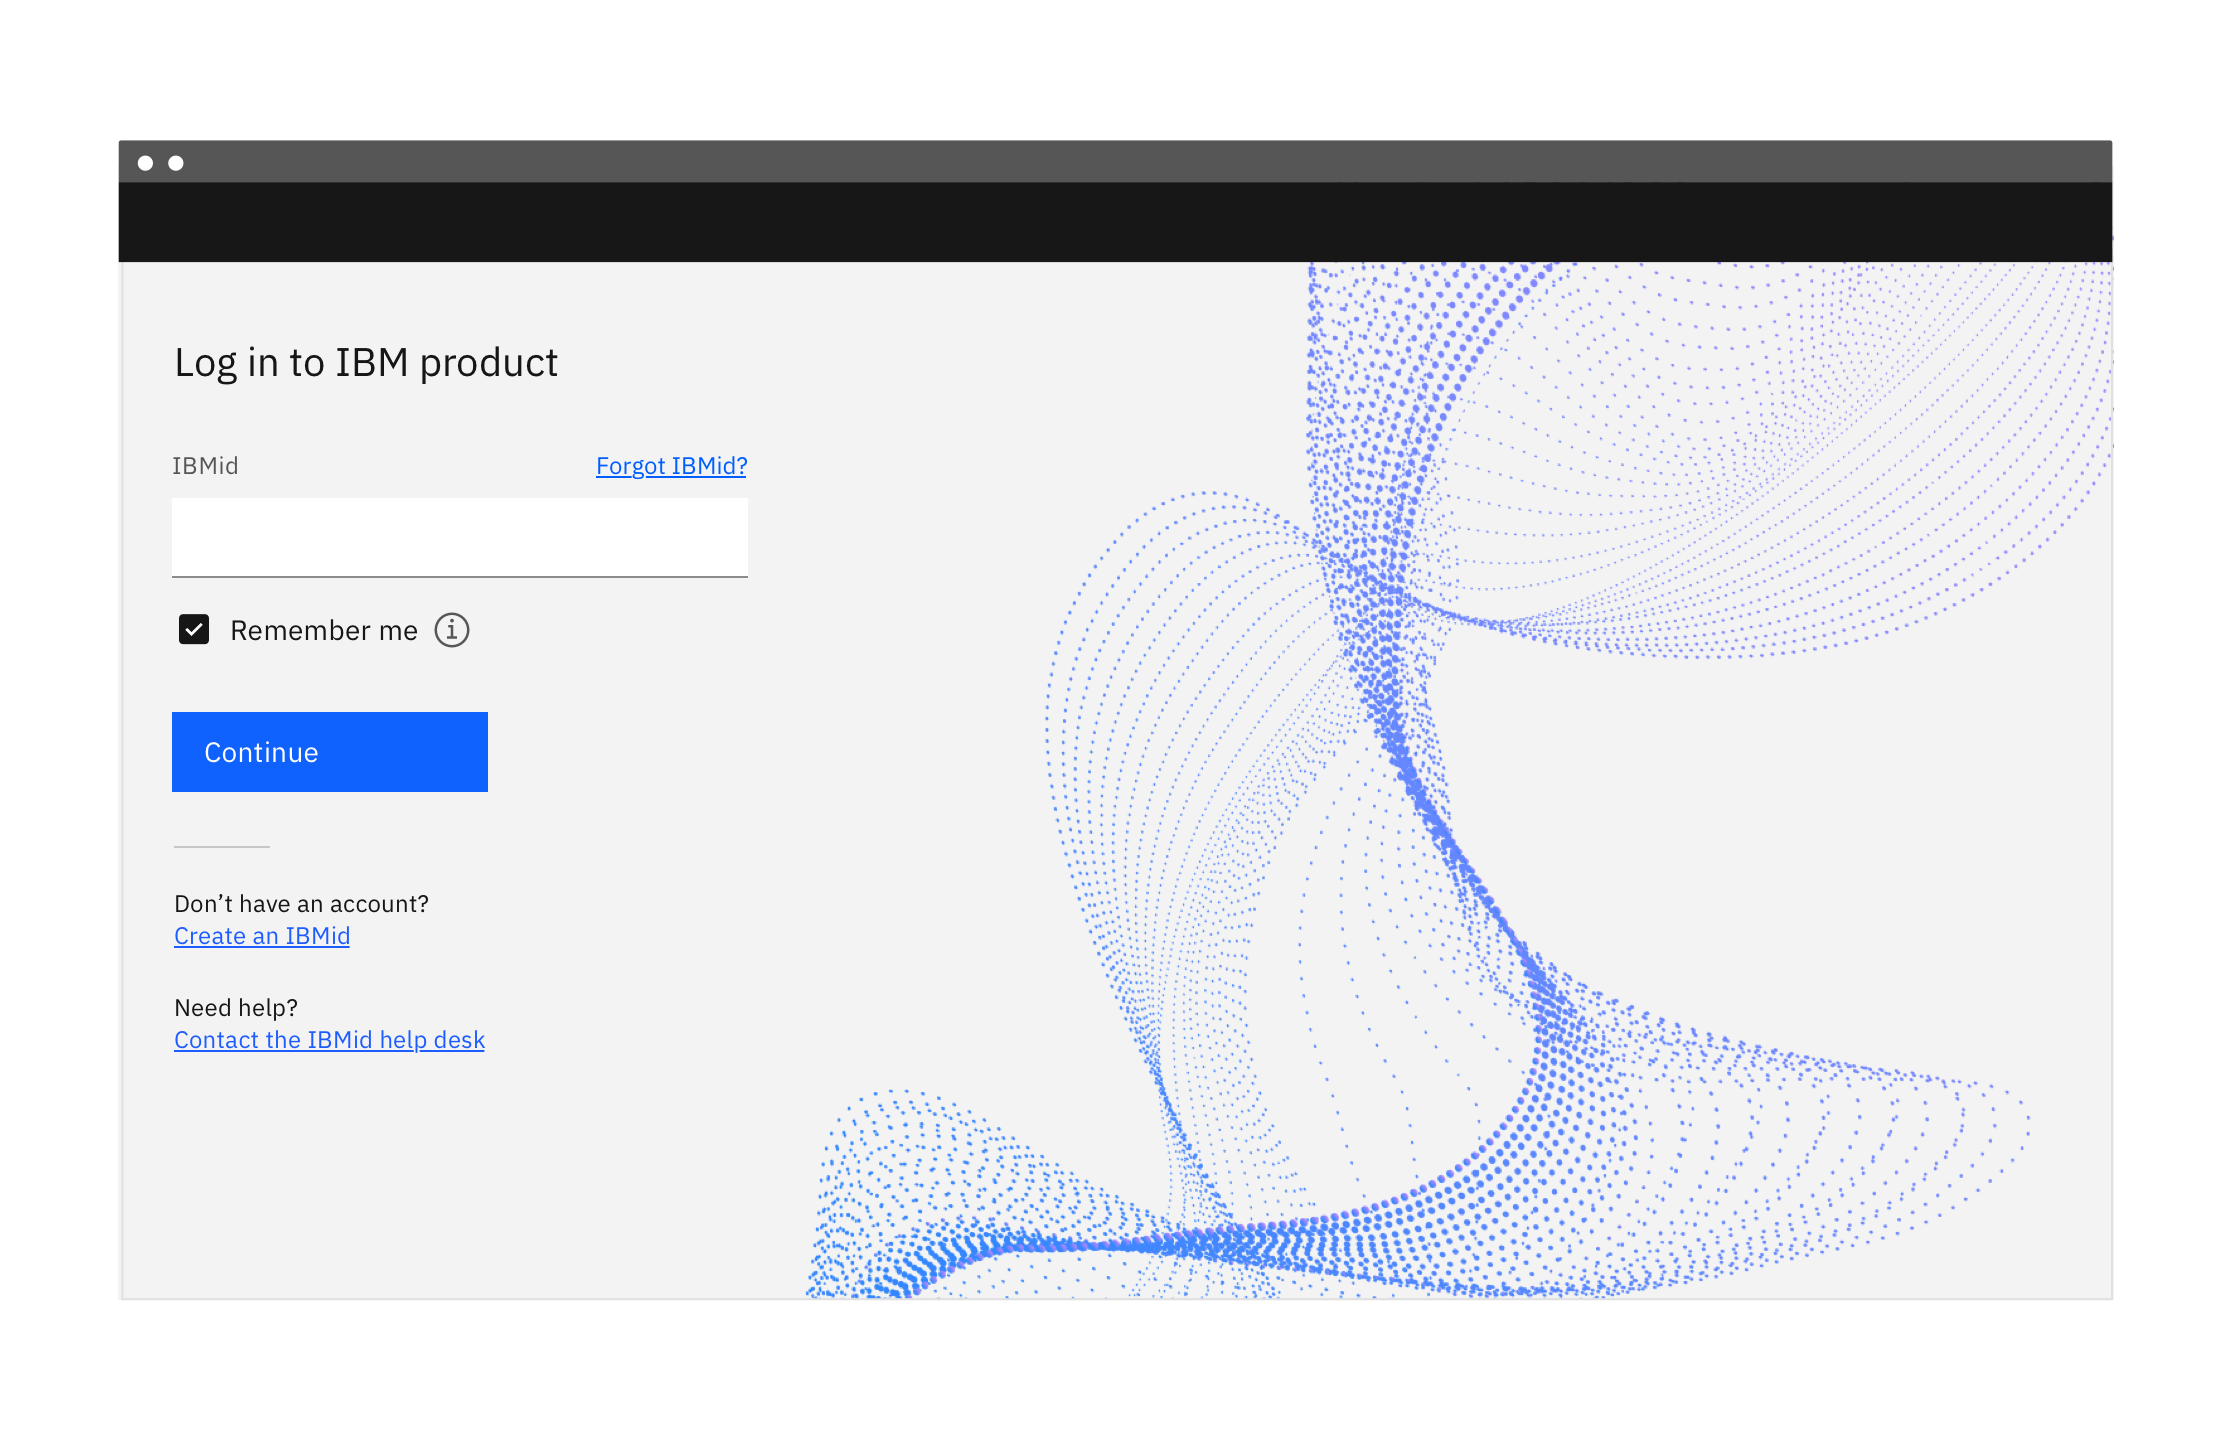 Log in to IBM product
IBMid
Forgot IBMid?
Remember me
Continue
Don’t have an account?
Create an IBMid
Need help?
Contact the IBMid help desk